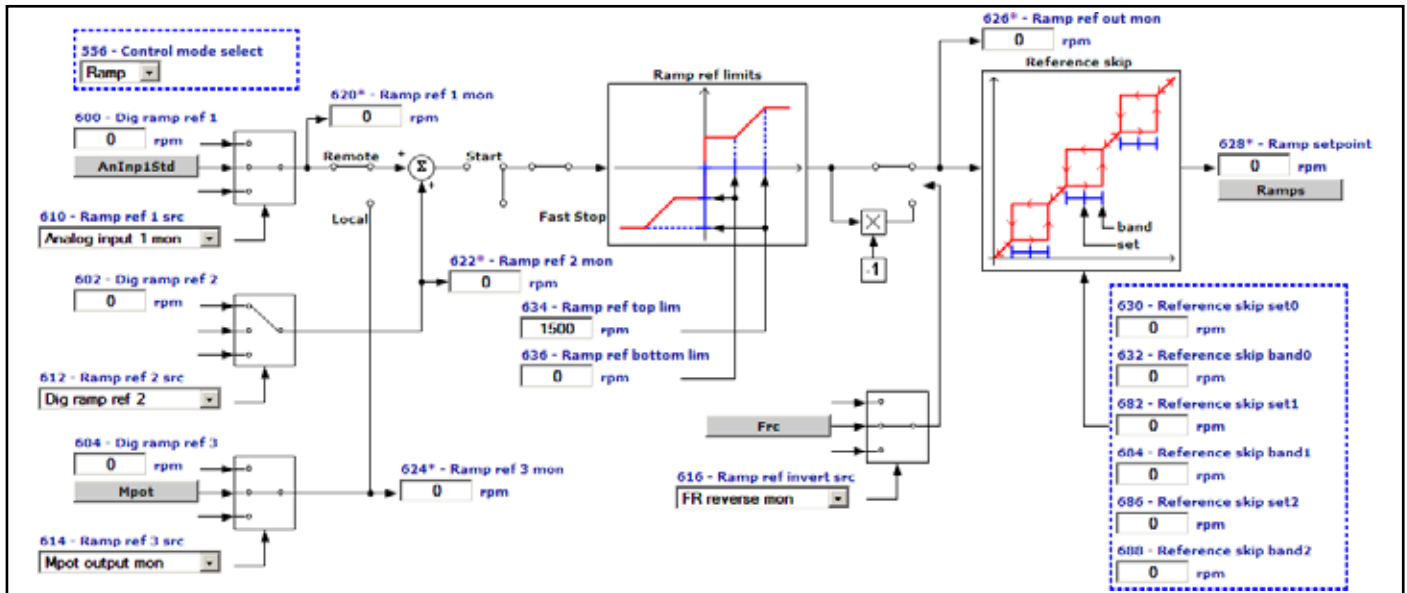 556 - Control mode select
Ramp
600 - Dig ramp ref 1
0 rpm
AnInp1Std
610 - Ramp ref 1 src
Analog input 1 mon
602 - Dig ramp ref 2
0 rpm
612 - Ramp ref 2 src
Dig ramp ref 2
604 - Dig ramp ref 3
0 rpm
Mpot
614 - Ramp ref 3 src
Mpot output mon
620* - Ramp ref 1 mon
0 rpm
Remote
Local
+
Σ
+
Start
Fast Stop
622* - Ramp ref 2 mon
0 rpm
624* - Ramp ref 3 mon
0 rpm
Ramp ref limits
634 - Ramp ref top lim
1500 rpm
636 - Ramp ref bottom lim
0 rpm
-1
Frc
616 - Ramp ref invert src
FR reverse mon
626* - Ramp ref out mon
0 rpm
Reference skip
band
set
628* - Ramp setpoint
0 rpm
Ramps
630 - Reference skip set0
0 rpm
632 - Reference skip band0
0 rpm
682 - Reference skip set1
0 rpm
684 - Reference skip band1
0 rpm
686 - Reference skip set2
0 rpm
688 - Reference skip band2
0 rpm